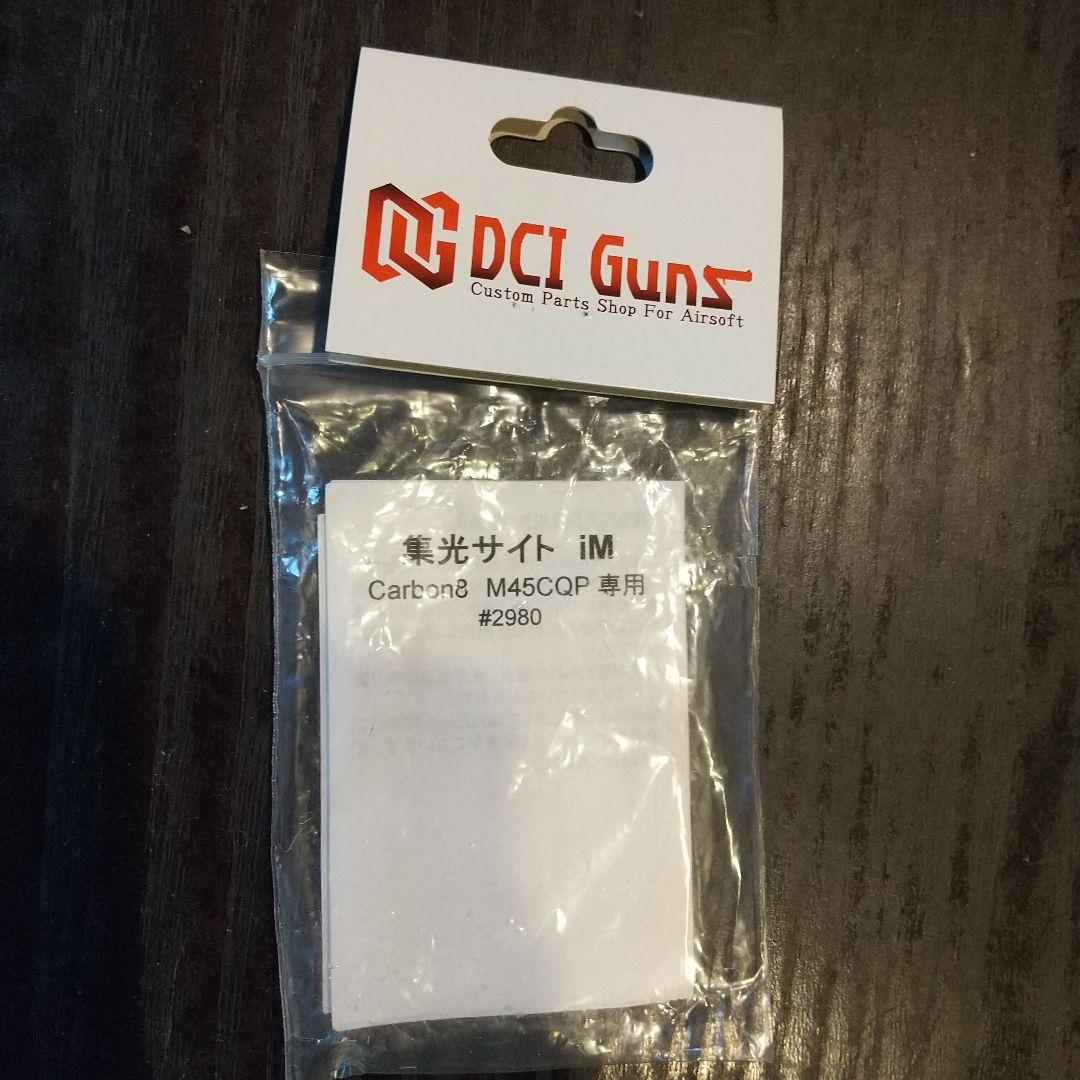 DCI Guns
Custom Parts Shop For Airsoft
集光サイト iM
Carbon8 M45CQP 専用
#2980